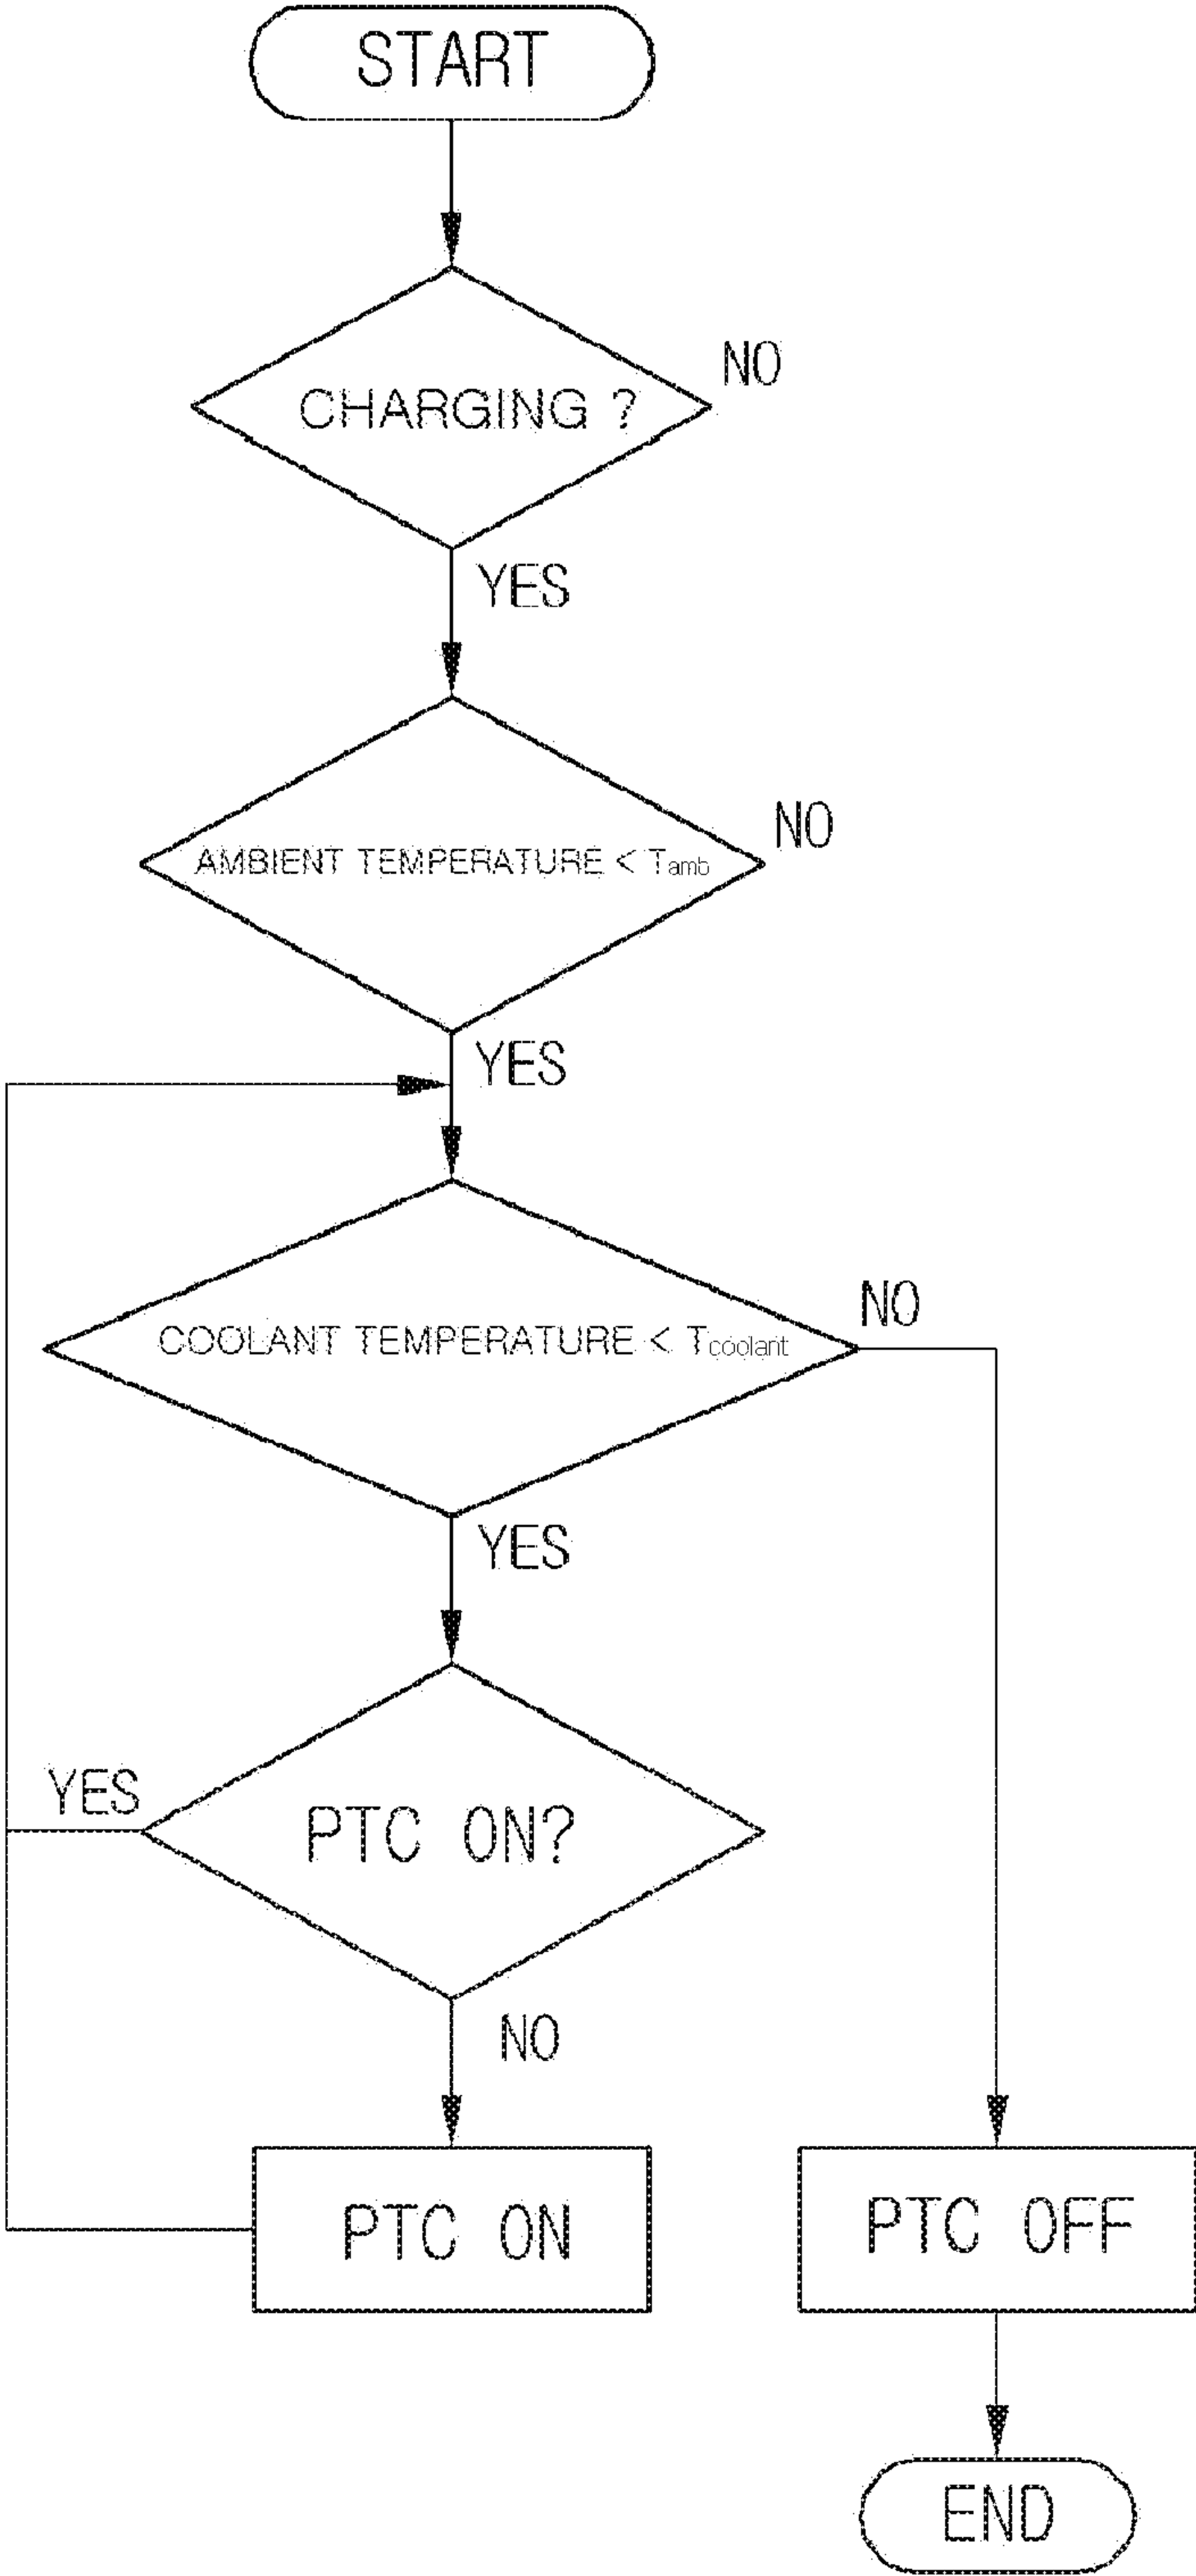 START
CHARGING ?
NO
YES
AMBIENT TEMPERATURE < Tamb
NO
YES
COOLANT TEMPERATURE < Tcoolant
NO
YES
PTC ON?
YES
NO
PTC ON
PTC OFF
END